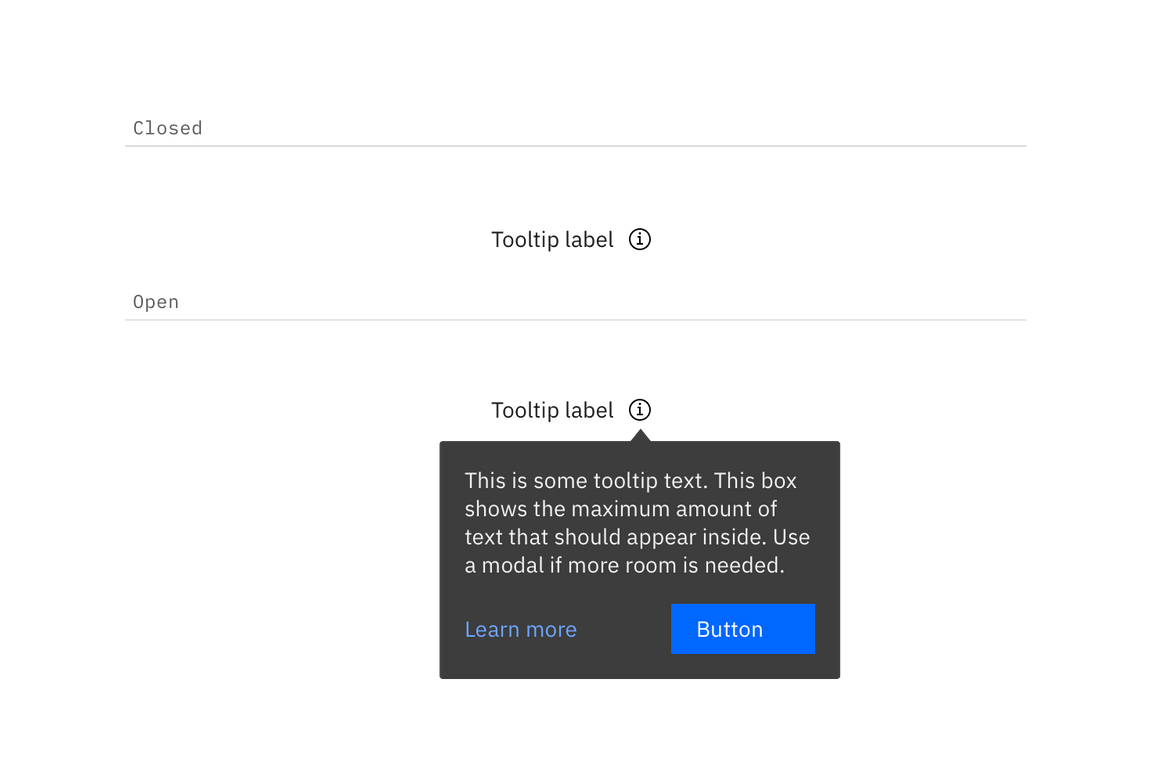 Closed
Tooltip label
Open
Tooltip label
This is some tooltip text. This box
shows the maximum amount of
text that should appear inside. Use
a modal if more room is needed.
Learn more
Button